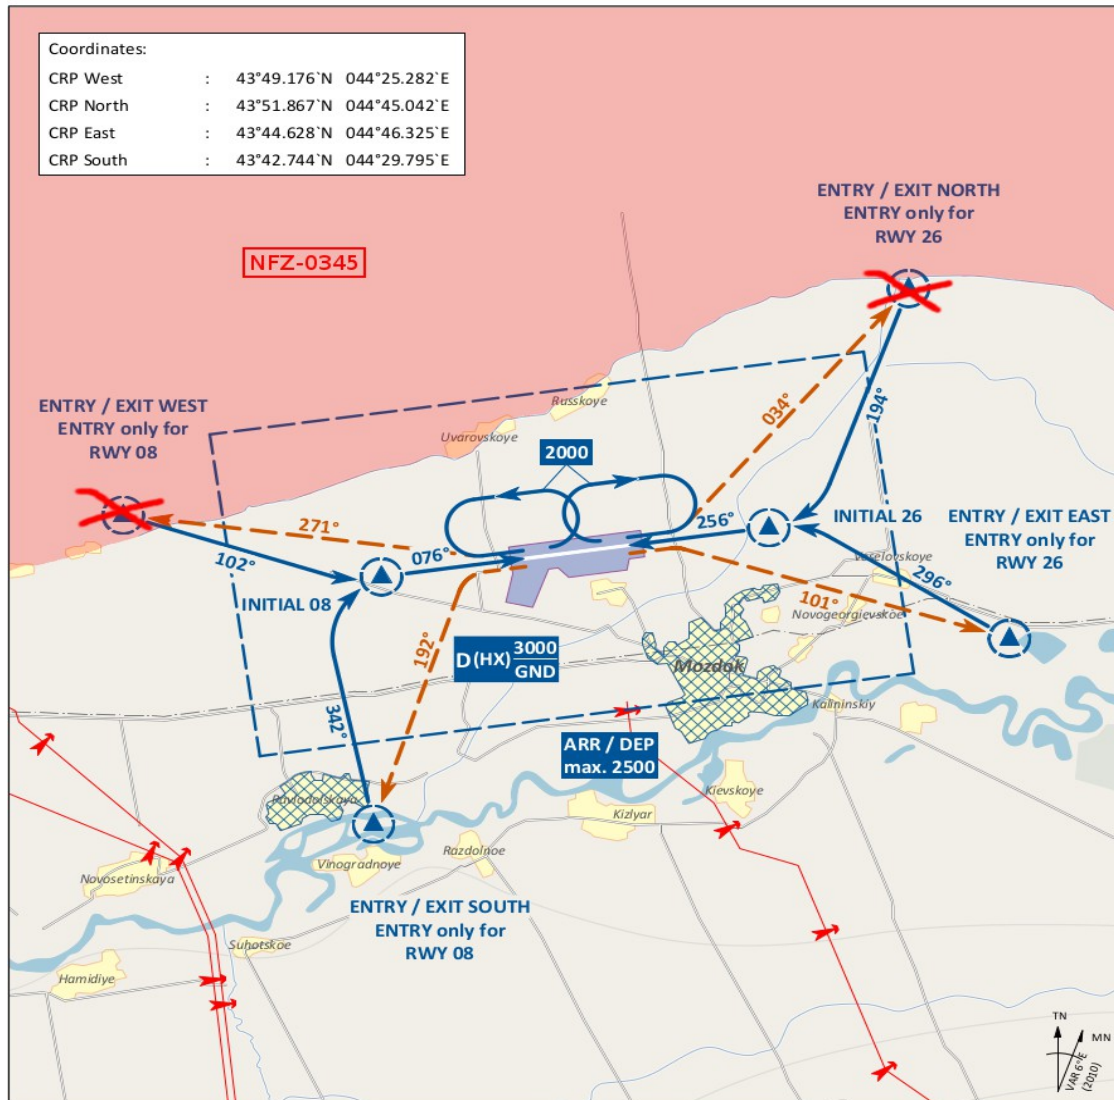 Coordinates:
CRP West : 43°49.176`N 044°25.282`E
CRP North : 43°51.867`N 044°45.042`E
CRP East : 43°44.628`N 044°46.325`E
CRP South : 43°42.744`N 044°29.795`E
ENTRY / EXIT NORTH
ENTRY only for
RWY 26
NFZ-0345
ENTRY / EXIT WEST
ENTRY only for
RWY 08
Russkoye
034°
194°
Uvarovskoye
2000
271°
256°
INITIAL 26
ENTRY / EXIT EAST
ENTRY only for
RWY 26
102°
076°
Veselovskoye
296°
INITIAL 08
101°
Novogeorgievskoe
192°
D(HX) 3000
GND
Mozdok
342°
Kalininskiy
ARR / DEP
max. 2500
Pavlodolskaya
Kievskoye
Kizlyar
Vinogradnoye
Razdolnoe
Novosetinskaya
ENTRY / EXIT SOUTH
ENTRY only for
RWY 08
Suhotskoe
Hamidiye
TN
MN
VAR 6° E
(2010)